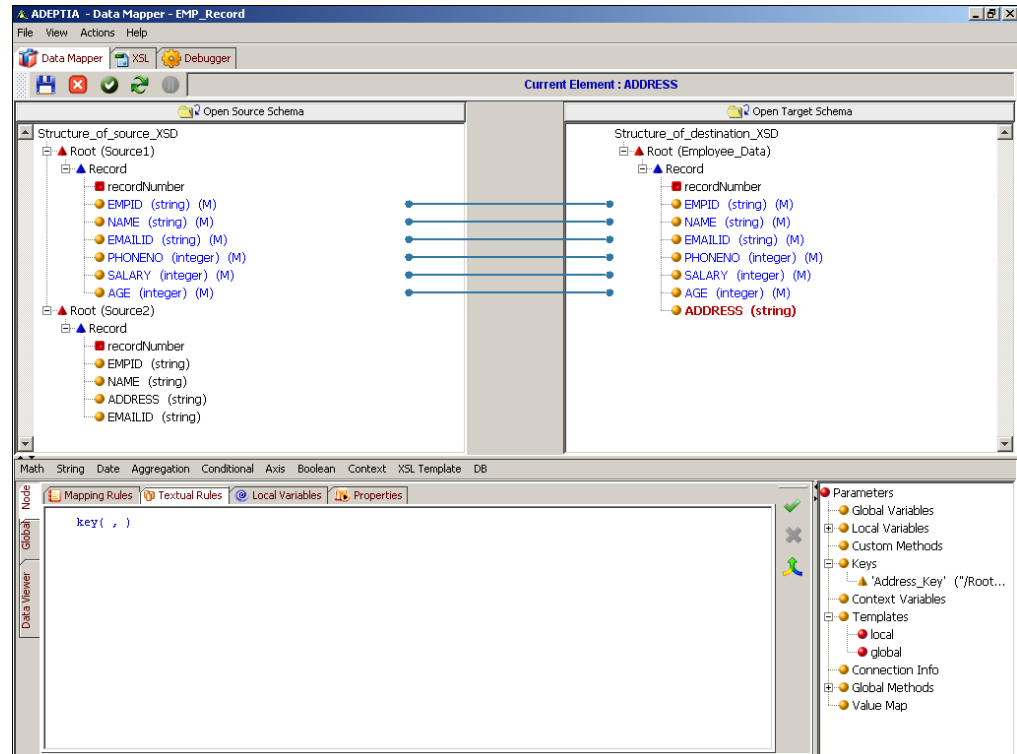 ADEPTIA - Data Mapper - EMP_Record
File View Actions Help
Data Mapper XSL Debugger
Current Element : ADDRESS
Open Source Schema
Open Target Schema
Structure_of_source_XSD
Root (Source1)
Record
recordNumber
EMPID (string) (M)
NAME (string) (M)
EMAILID (string) (M)
PHONENO (integer) (M)
SALARY (integer) (M)
AGE (integer) (M)
Root (Source2)
Record
recordNumber
EMPID (string)
NAME (string)
ADDRESS (string)
EMAILID (string)
Structure_of_destination_XSD
Root (Employee_Data)
Record
recordNumber
EMPID (string) (M)
NAME (string) (M)
EMAILID (string) (M)
PHONENO (integer) (M)
SALARY (integer) (M)
AGE (integer) (M)
ADDRESS (string)
Math String Date Aggregation Conditional Axis Boolean Context XSL Template DB
Node
Global
Data Viewer
Mapping Rules Textual Rules Local Variables Properties
key( , )
Parameters
Global Variables
Local Variables
Custom Methods
Keys
'Address_Key' ("/Root...
Context Variables
Templates
local
global
Connection Info
Global Methods
Value Map